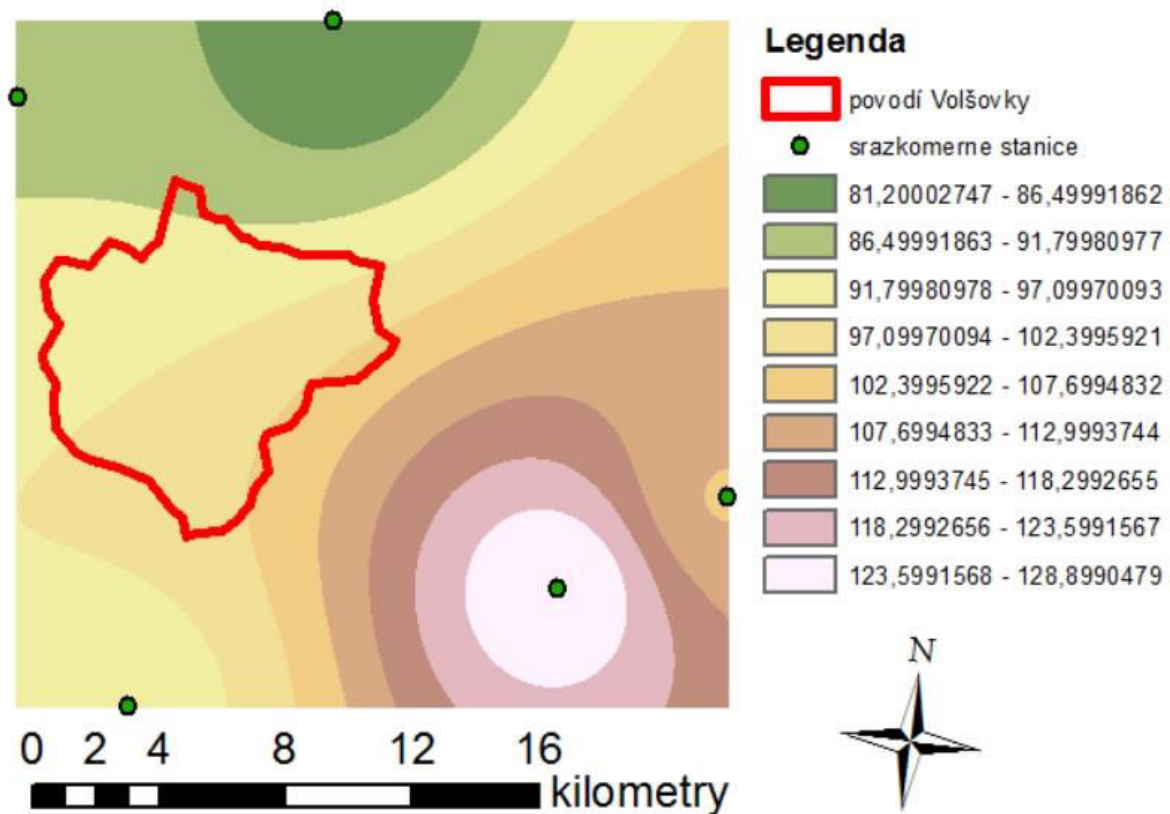 Legenda
povodí Volšovky
srazkomerne stanice
81,20002747 - 86,49991862
86,49991863 - 91,79980977
91,79980978 - 97,09970093
97,09970094 - 102,3995921
102,3995922 - 107,6994832
107,6994833 - 112,9993744
112,9993745 - 118,2992655
118,2992656 - 123,5991567
123,5991568 - 128,8990479
N
0 2 4 8 12 16
kilometry